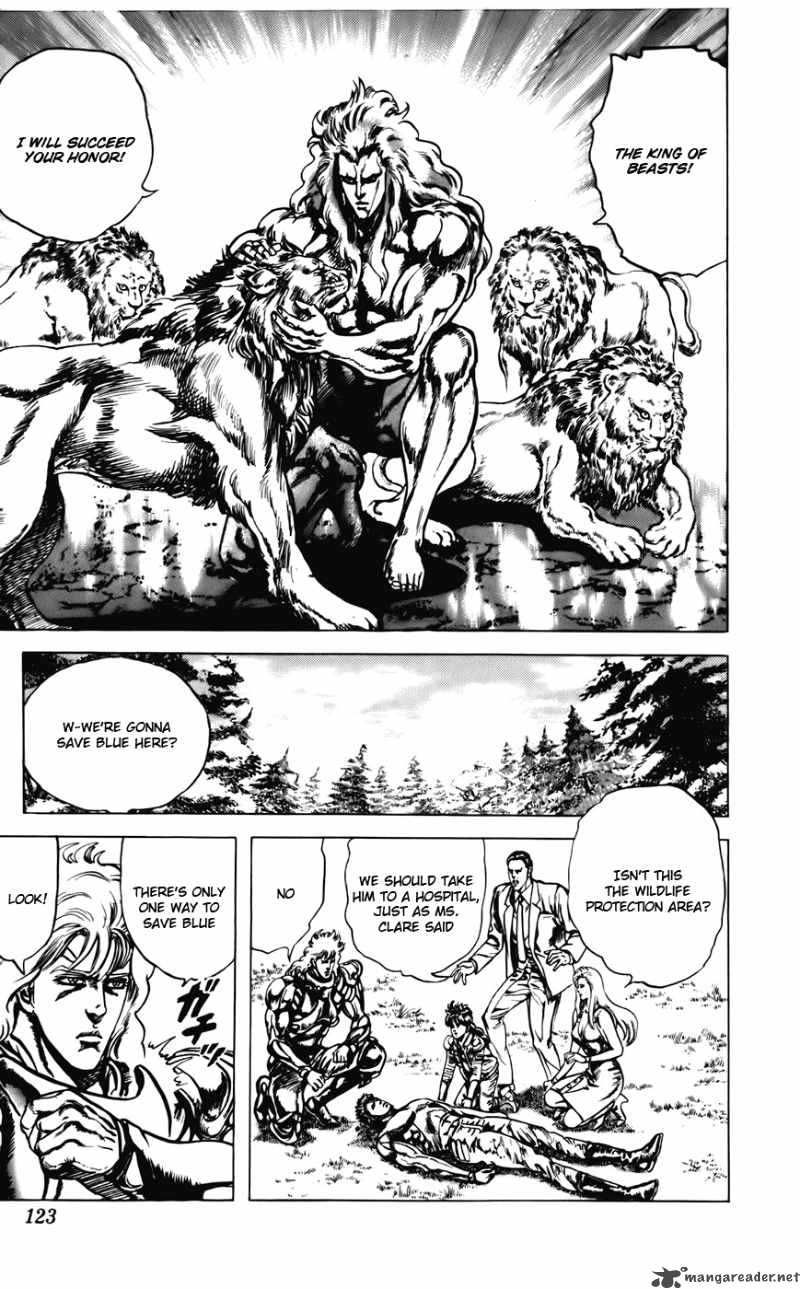 THE KING OF
BEASTS!
I WILL SUCCEED
YOUR HONOR!
W-WE'RE GONNA
SAVE BLUE HERE?
ISN'T THIS
THE WILDLIFE
PROTECTION AREA?
WE SHOULD TAKE
HIM TO A HOSPITAL,
JUST AS MS.
CLARE SAID
NO
THERE'S ONLY
ONE WAY TO
SAVE BLUE
LOOK!
ガチッ
123
mangareader.net